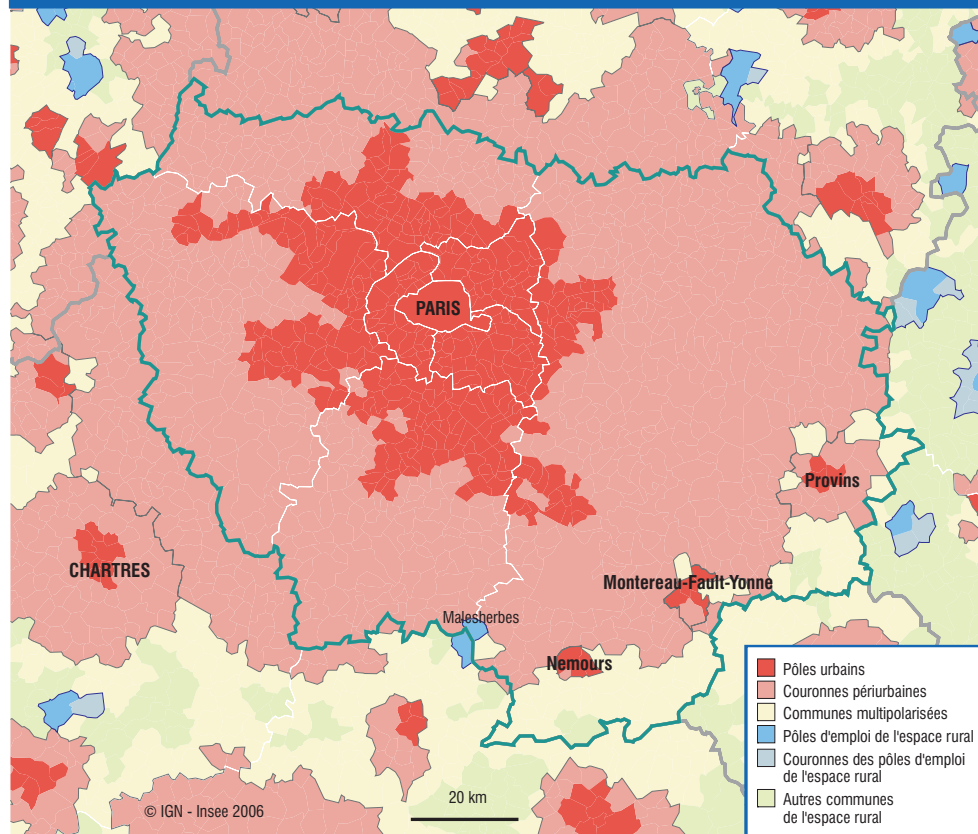 PARIS
Provins
CHARTRES
Montereau-Fault-Yonne
Malesherbes
Nemours
Pôles urbains
Couronnes périurbaines
Communes multipolarisées
Pôles d'emploi de l'espace rural
Couronnes des pôles d'emploi
de l'espace rural
Autres communes
de l'espace rural
20 km
© IGN - Insee 2006